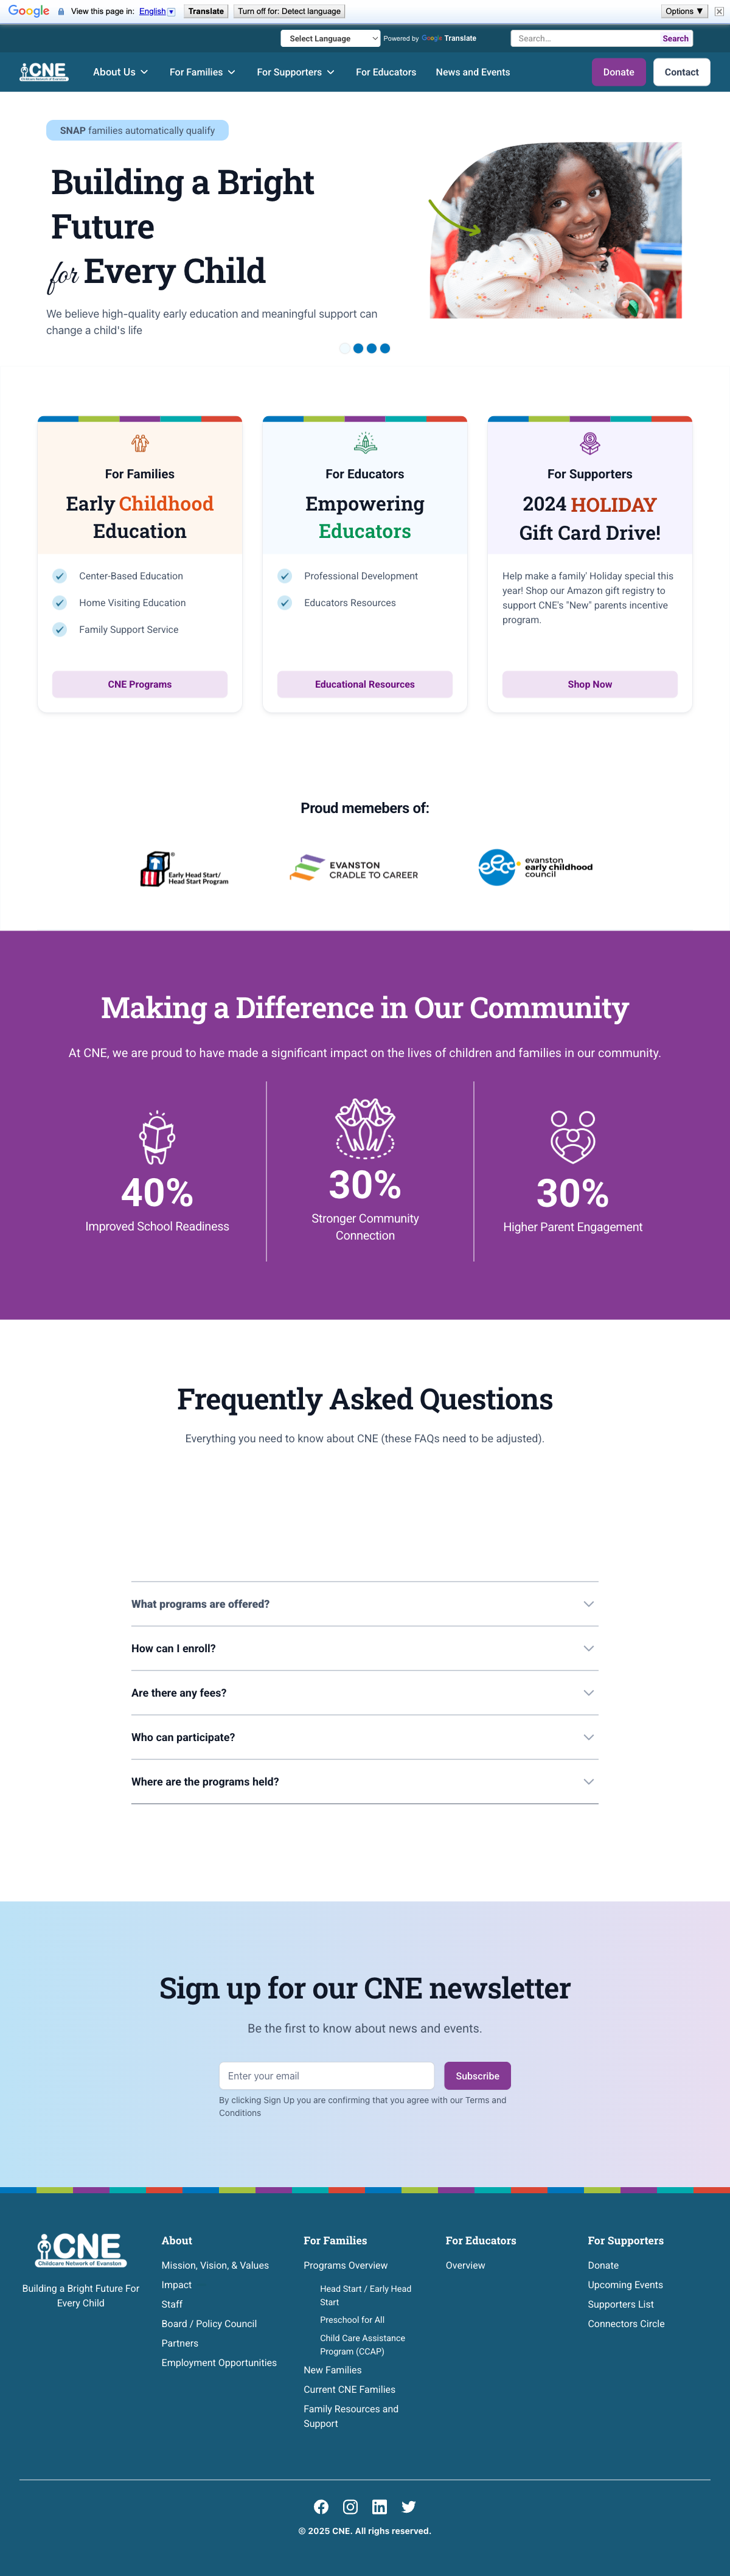 Google View this page in: English Translate Turn off for: Detect language Options ▼
Select Language Powered by Google Translate Search... Search
CNE About Us For Families For Supporters For Educators News and Events Donate Contact
Childcare Network of Evanston
SNAP families automatically qualify
Building a Bright
Future
for Every Child
We believe high-quality early education and meaningful support can
change a child's life
For Families
Early Childhood
Education
Center-Based Education
Home Visiting Education
Family Support Service
CNE Programs
For Educators
Empowering
Educators
Professional Development
Educators Resources
Educational Resources
For Supporters
2024 HOLIDAY
Gift Card Drive!
Help make a family' Holiday special this
year! Shop our Amazon gift registry to
support CNE's "New" parents incentive
program.
Shop Now
Proud memebers of:
Early Head Start/
Head Start Program
EVANSTON
CRADLE TO CAREER
eecc
evanston
early childhood
council
Making a Difference in Our Community
At CNE, we are proud to have made a significant impact on the lives of children and families in our community.
40%
Improved School Readiness
30%
Stronger Community
Connection
30%
Higher Parent Engagement
Frequently Asked Questions
Everything you need to know about CNE (these FAQs need to be adjusted).
What programs are offered?
How can I enroll?
Are there any fees?
Who can participate?
Where are the programs held?
Sign up for our CNE newsletter
Be the first to know about news and events.
Enter your email Subscribe
By clicking Sign Up you are confirming that you agree with our Terms and
Conditions
CNE
Childcare Network of Evanston
Building a Bright Future For
Every Child
About
Mission, Vision, & Values
Impact
Staff
Board / Policy Council
Partners
Employment Opportunities
For Families
Programs Overview
Head Start / Early Head
Start
Preschool for All
Child Care Assistance
Program (CCAP)
New Families
Current CNE Families
Family Resources and
Support
For Educators
Overview
For Supporters
Donate
Upcoming Events
Supporters List
Connectors Circle
© 2025 CNE. All righs reserved.